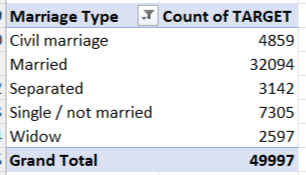 Marriage Type Count of TARGET
Civil marriage 4859
Married 32094
Separated 3142
Single / not married 7305
Widow 2597
Grand Total 49997